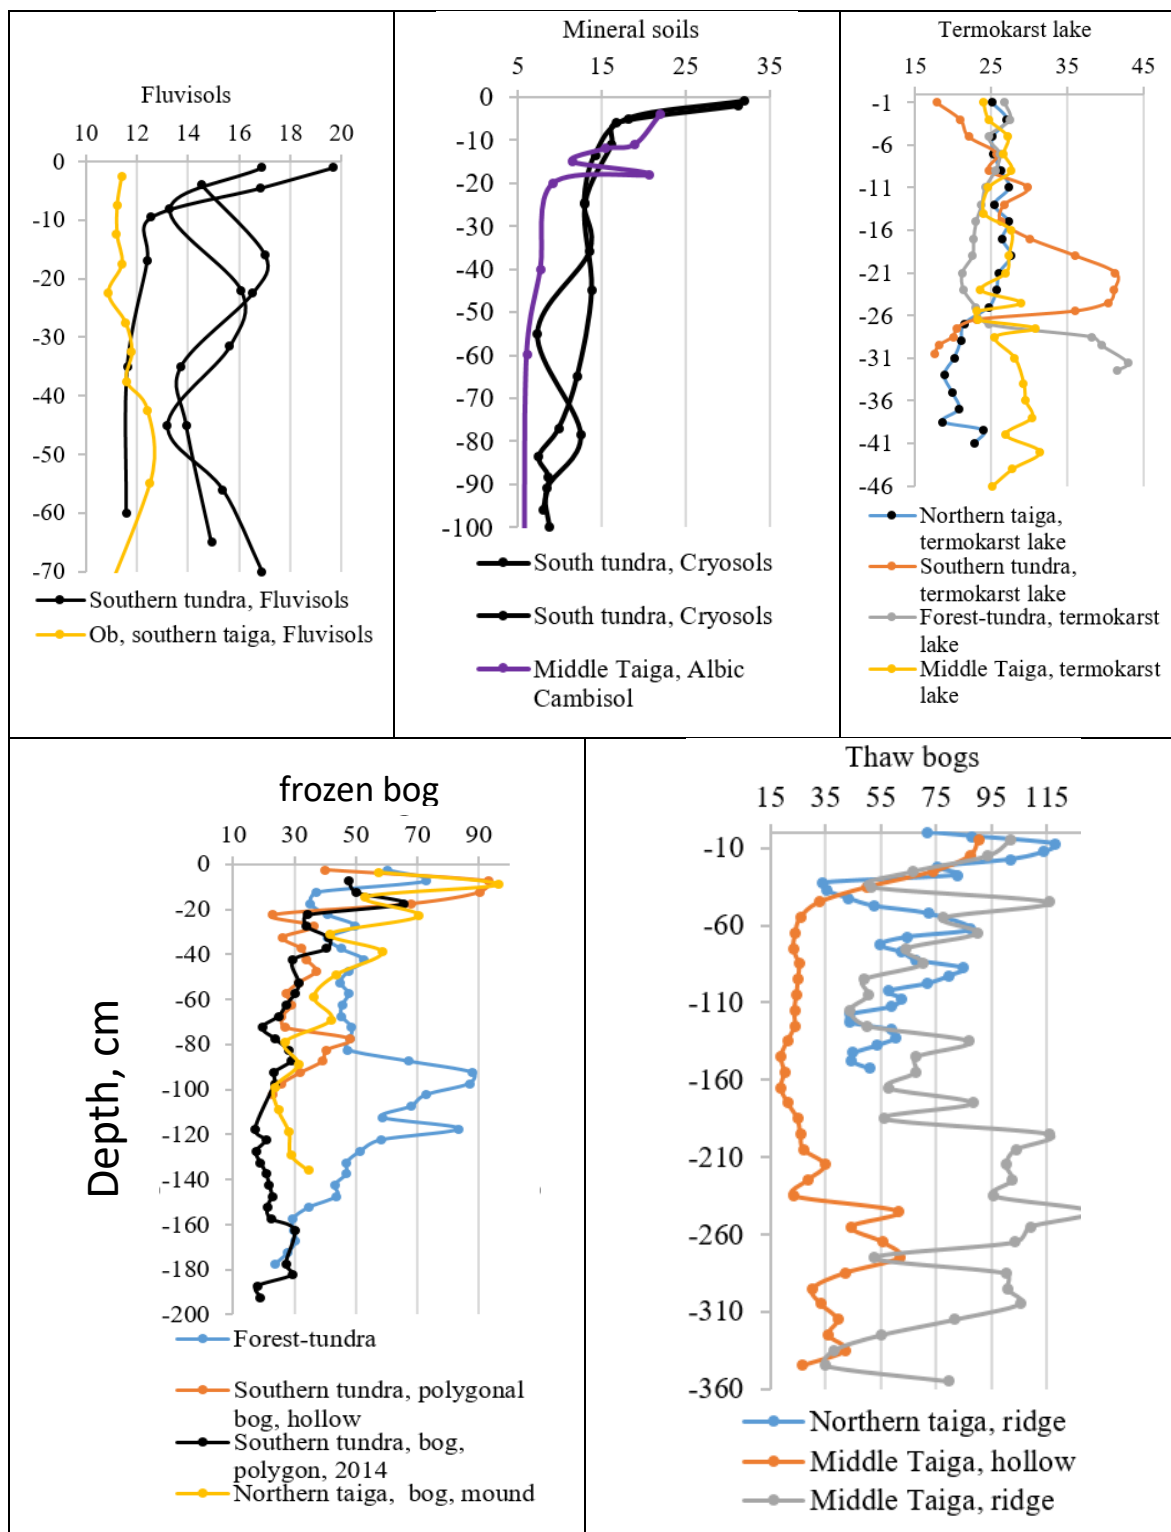 Fluvisols
10 12 14 16 18 20
0
-10
-20
-30
-40
-50
-60
-70
Southern tundra, Fluvisols
Ob, southern taiga, Fluvisols
Mineral soils
5 15 25 35
0
-10
-20
-30
-40
-50
-60
-70
-80
-90
-100
South tundra, Cryosols
South tundra, Cryosols
Middle Taiga, Albic
Cambisol
Termokarst lake
15 25 35 45
-1
-6
-11
-16
-21
-26
-31
-36
-41
-46
Northern taiga,
termokarst lake
Southern tundra,
termokarst lake
Forest-tundra, termokarst
lake
Middle Taiga, termokarst
lake
frozen bog
10 30 50 70 90
Depth, cm
0
-20
-40
-60
-80
-100
-120
-140
-160
-180
-200
Forest-tundra
Southern tundra, polygonal
bog, hollow
Southern tundra, bog,
polygon, 2014
Northern taiga, bog, mound
Thaw bogs
15 35 55 75 95 115
-10
-60
-110
-160
-210
-260
-310
-360
Northern taiga, ridge
Middle Taiga, hollow
Middle Taiga, ridge